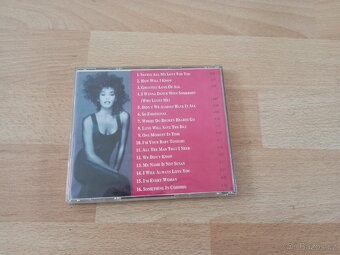 1. Saving All My Love For You
2. How Will I Know
3. Greatest Love Of All
4. I Wanna Dance With Somebody
(Who Loves Me)
5. Didn't We Almost Have It All
6. So Emotional
7. Where Do Broken Hearts Go
8. Love Will Save The Day
9. One Moment In Time
10. I'm Your Baby Tonight
11. All The Man That I Need
12. We Didn't Know
13. My Name Is Not Susan
14. I Will Always Love You
15. I'm Every Woman
16. Something In Common